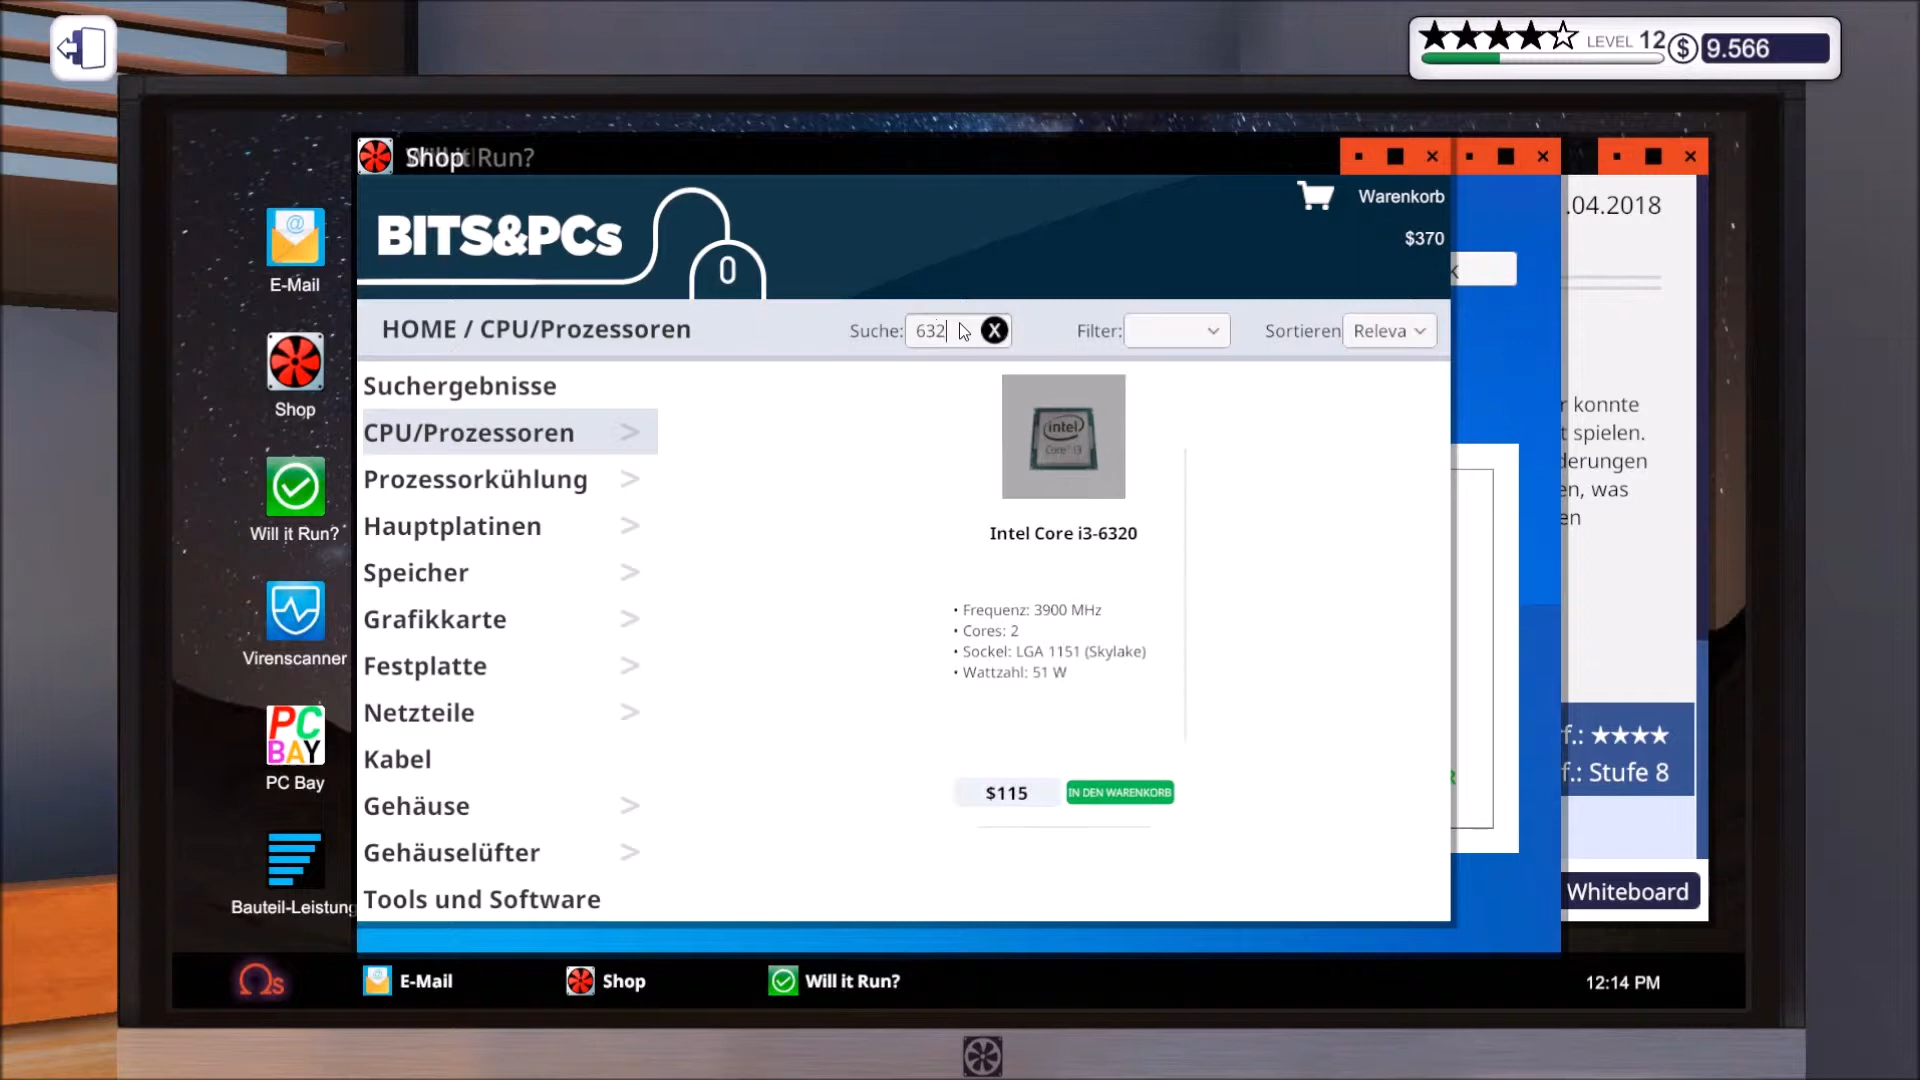 LEVEL 12
$ 9.566
Shop
Will it Run?
BITS&PCs
Warenkorb
$370
.04.2018
HOME / CPU/Prozessoren
Suche:
632
X
Filter:
Sortieren
Releva
Suchergebnisse
CPU/Prozessoren >
Prozessorkühlung >
Hauptplatinen >
Speicher >
Grafikkarte >
Festplatte >
Netzteile >
Kabel
Gehäuse >
Gehäuselüfter >
Tools und Software
intel
Core i3
Intel Core i3-6320
• Frequenz: 3900 MHz
• Cores: 2
• Sockel: LGA 1151 (Skylake)
• Wattzahl: 51 W
$115
IN DEN WARENKORB
r konnte
t spielen.
derungen
en, was
en
f.: ★★★★
f.: Stufe 8
Whiteboard
@
E-Mail
Shop
Will it Run?
Virenscanner
PC
BAY
PC Bay
Bauteil-Leistung
Ωs
E-Mail
Shop
Will it Run?
12:14 PM